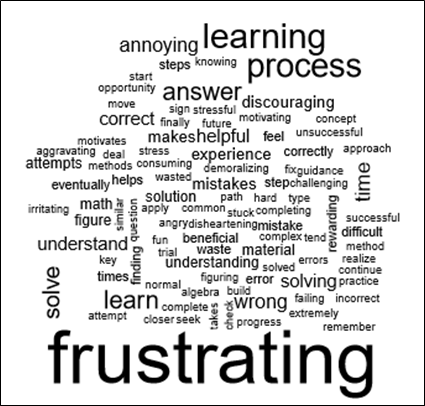 annoying learning
steps knowing
start process
opportunity answer
move sign stressful discouraging
correct finally future motivating concept
motivates makes helpful feel unsuccessful
aggravating deal stress experience correctly approach
attempts methods consuming demoralizing fix guidance
eventually helps wasted mistakes step challenging time
irritating math similar solution path hard type rewarding
figure question apply common stuck completing successful
angry disheartening mistake difficult
understand finding fun beneficial complex tend method
key trial waste material errors realize
times understanding solved continue
solve normal figuring error solving practice
learn algebra build wrong failing incorrect
attempt complete takes check progress extremely
closer seek remember
frustrating